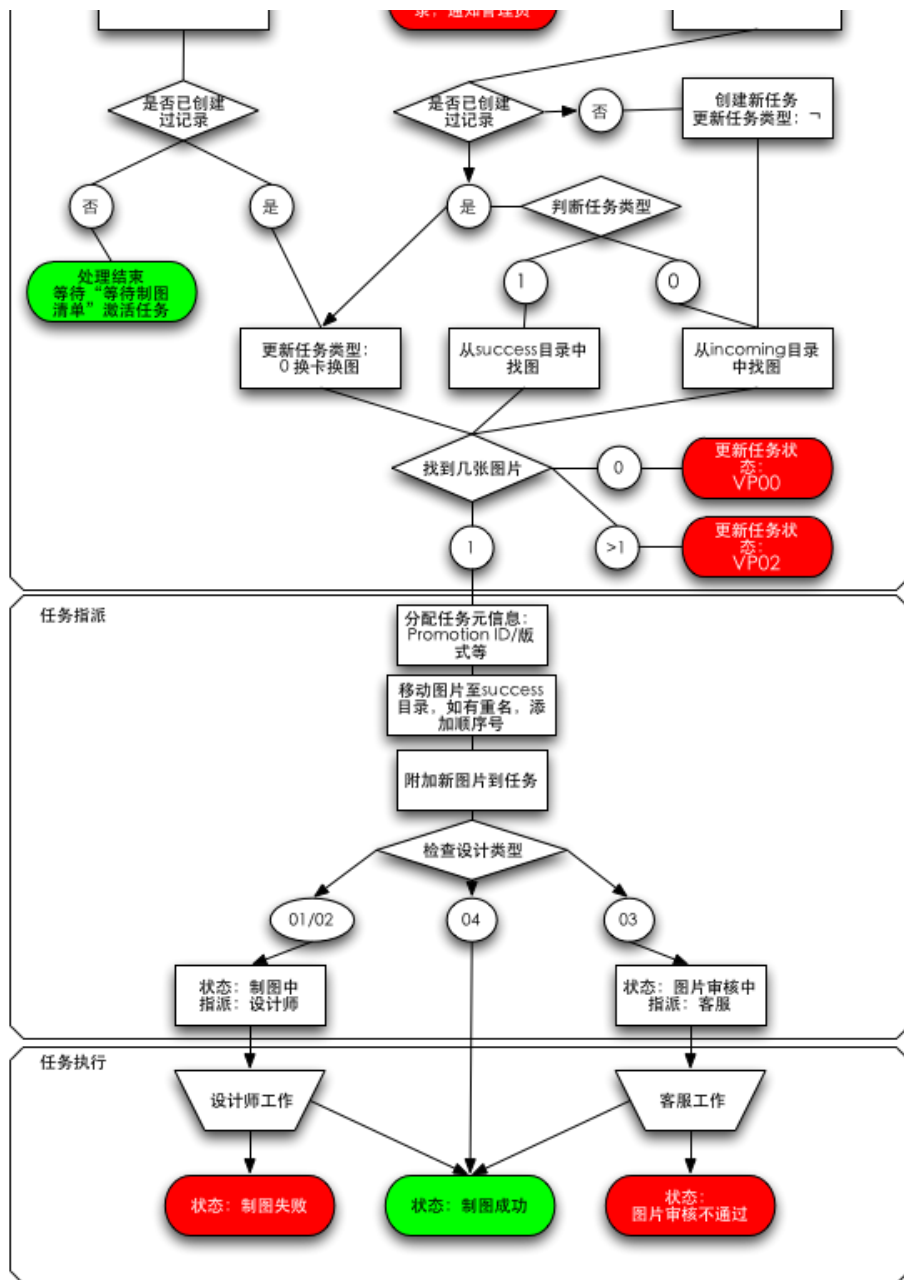 录，通知管理员
是否已创建
过记录
是否已创建
过记录
否
创建新任务
更新任务类型：¬
否
是
是
判断任务类型
处理结束
等待“等待制图
清单”激活任务
1
0
更新任务类型：
0 换卡换图
从success目录中
找图
从incoming目录
中找图
找到几张图片
0
更新任务状
态：
VP00
1
>1
更新任务状
态：
VP02
任务指派
分配任务元信息：
Promotion ID/版
式等
移动图片至success
目录，如有重名，添
加顺序号
附加新图片到任务
检查设计类型
01/02
04
03
状态：制图中
指派：设计师
状态：图片审核中
指派：客服
任务执行
设计师工作
客服工作
状态：制图失败
状态：制图成功
状态：
图片审核不通过